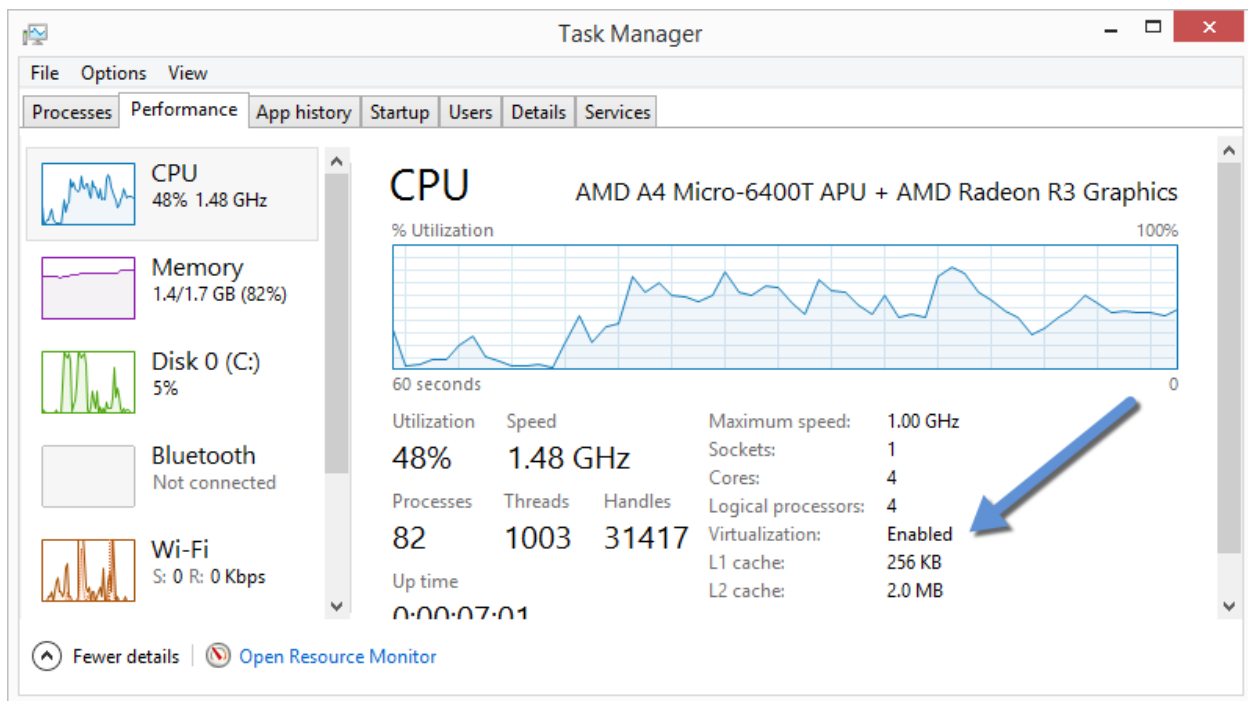 Task Manager
File Options View
Processes Performance App history Startup Users Details Services
CPU
48% 1.48 GHz
Memory
1.4/1.7 GB (82%)
Disk 0 (C:)
5%
Bluetooth
Not connected
Wi-Fi
S: 0 R: 0 Kbps
CPU AMD A4 Micro-6400T APU + AMD Radeon R3 Graphics
% Utilization 100%
60 seconds 0
Utilization Speed
48% 1.48 GHz
Processes Threads Handles
82 1003 31417
Up time
0:00:07:01
Maximum speed: 1.00 GHz
Sockets: 1
Cores: 4
Logical processors: 4
Virtualization: Enabled
L1 cache: 256 KB
L2 cache: 2.0 MB
Fewer details Open Resource Monitor